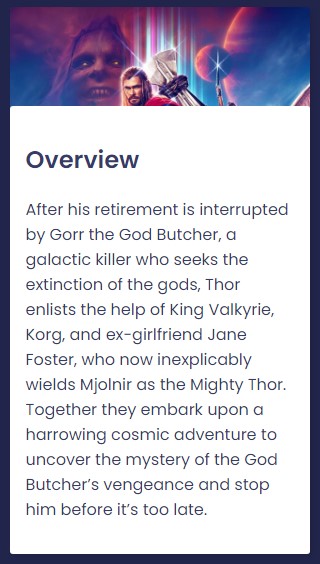 Overview
After his retirement is interrupted
by Gorr the God Butcher, a
galactic killer who seeks the
extinction of the gods, Thor
enlists the help of King Valkyrie,
Korg, and ex-girlfriend Jane
Foster, who now inexplicably
wields Mjolnir as the Mighty Thor.
Together they embark upon a
harrowing cosmic adventure to
uncover the mystery of the God
Butcher’s vengeance and stop
him before it’s too late.